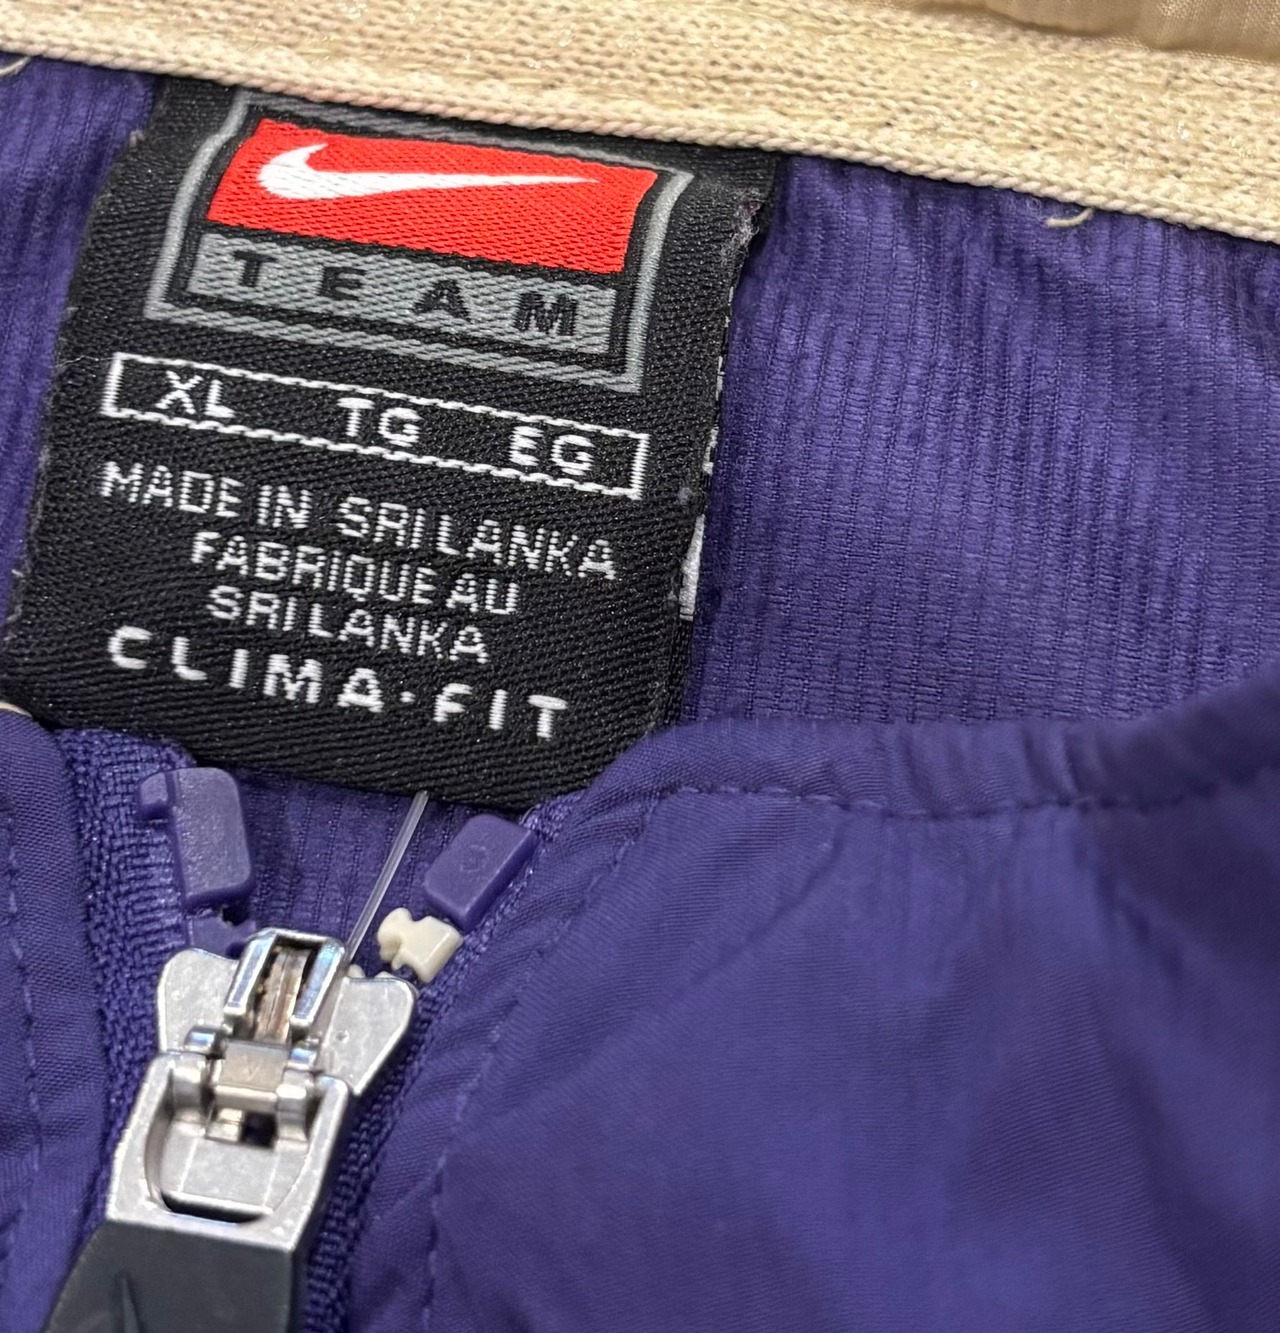 TEAM
XL TG EG
MADE IN SRI LANKA
FABRIQUE AU
SRI LANKA
CLIMA·FIT